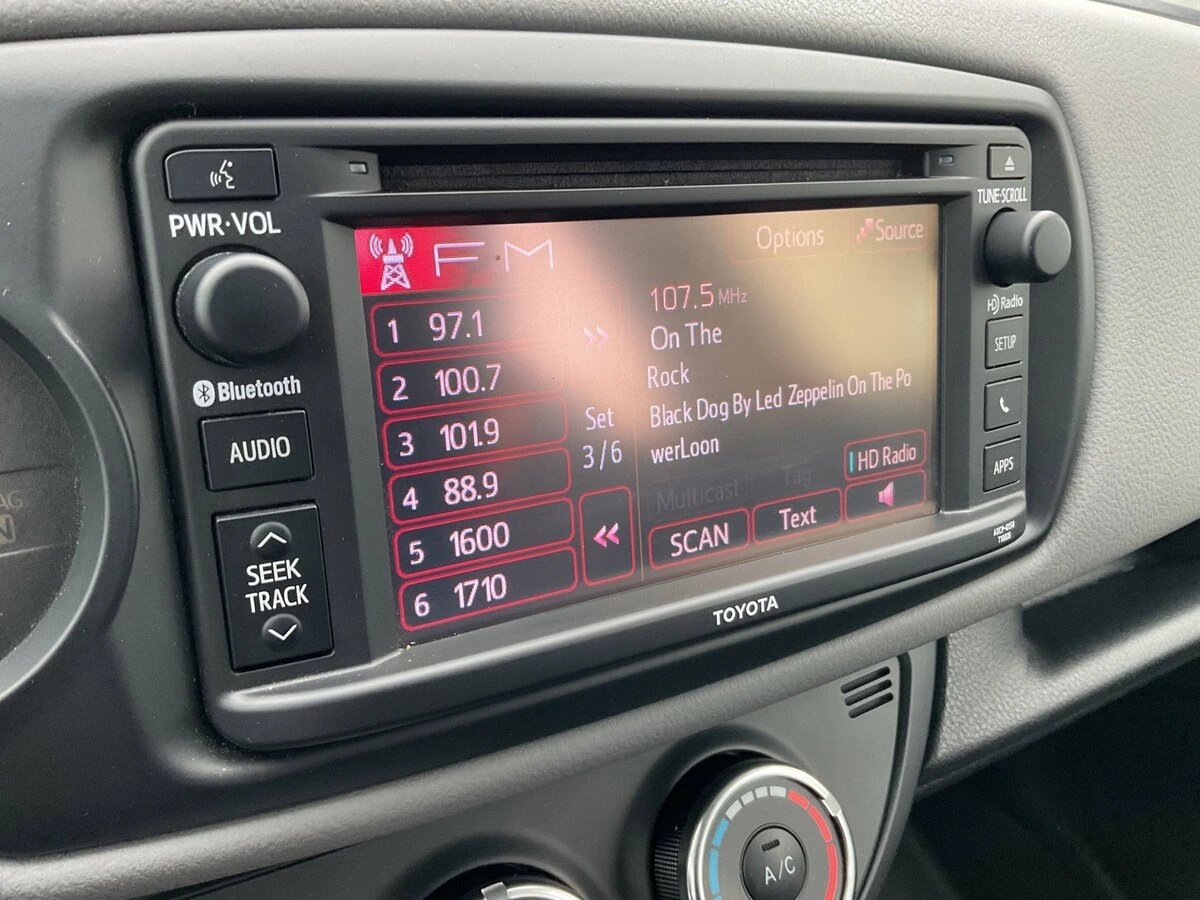 PWR·VOL
Bluetooth
AUDIO
SEEK
TRACK
FM
1 97.1
2 100.7
3 101.9
4 88.9
5 1600
6 1710
Set
3/6
Options
Source
107.5 MHz
On The
Rock
Black Dog By Led Zeppelin On The Po
werLoon
Multicast
Tag
HD Radio
SCAN
Text
TOYOTA
TUNE·SCROLL
HD Radio
SETUP
APPS
A/C